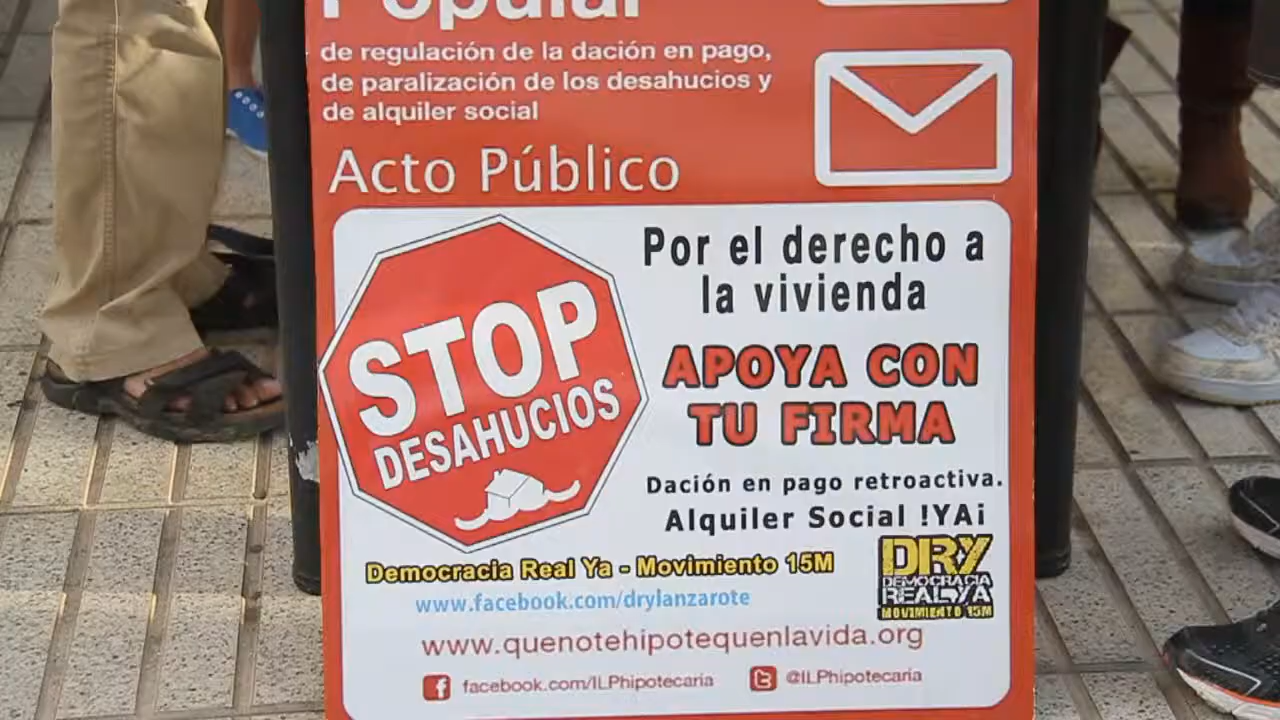 Popular
de regulación de la dación en pago,
de paralización de los desahucios y
de alquiler social
Acto Público
STOP
DESAHUCIOS
Por el derecho a
la vivienda
APOYA CON
TU FIRMA
Dación en pago retroactiva.
Alquiler Social !YA¡
Democracia Real Ya - Movimiento 15M
www.facebook.com/drylanzarote
DRY
DEMOCRACIA
REAL YA
MOVIMIENTO 15M
www.quenotehipotequenlavida.org
facebook.com/ILPhipotecaria
@ILPhipotecaria